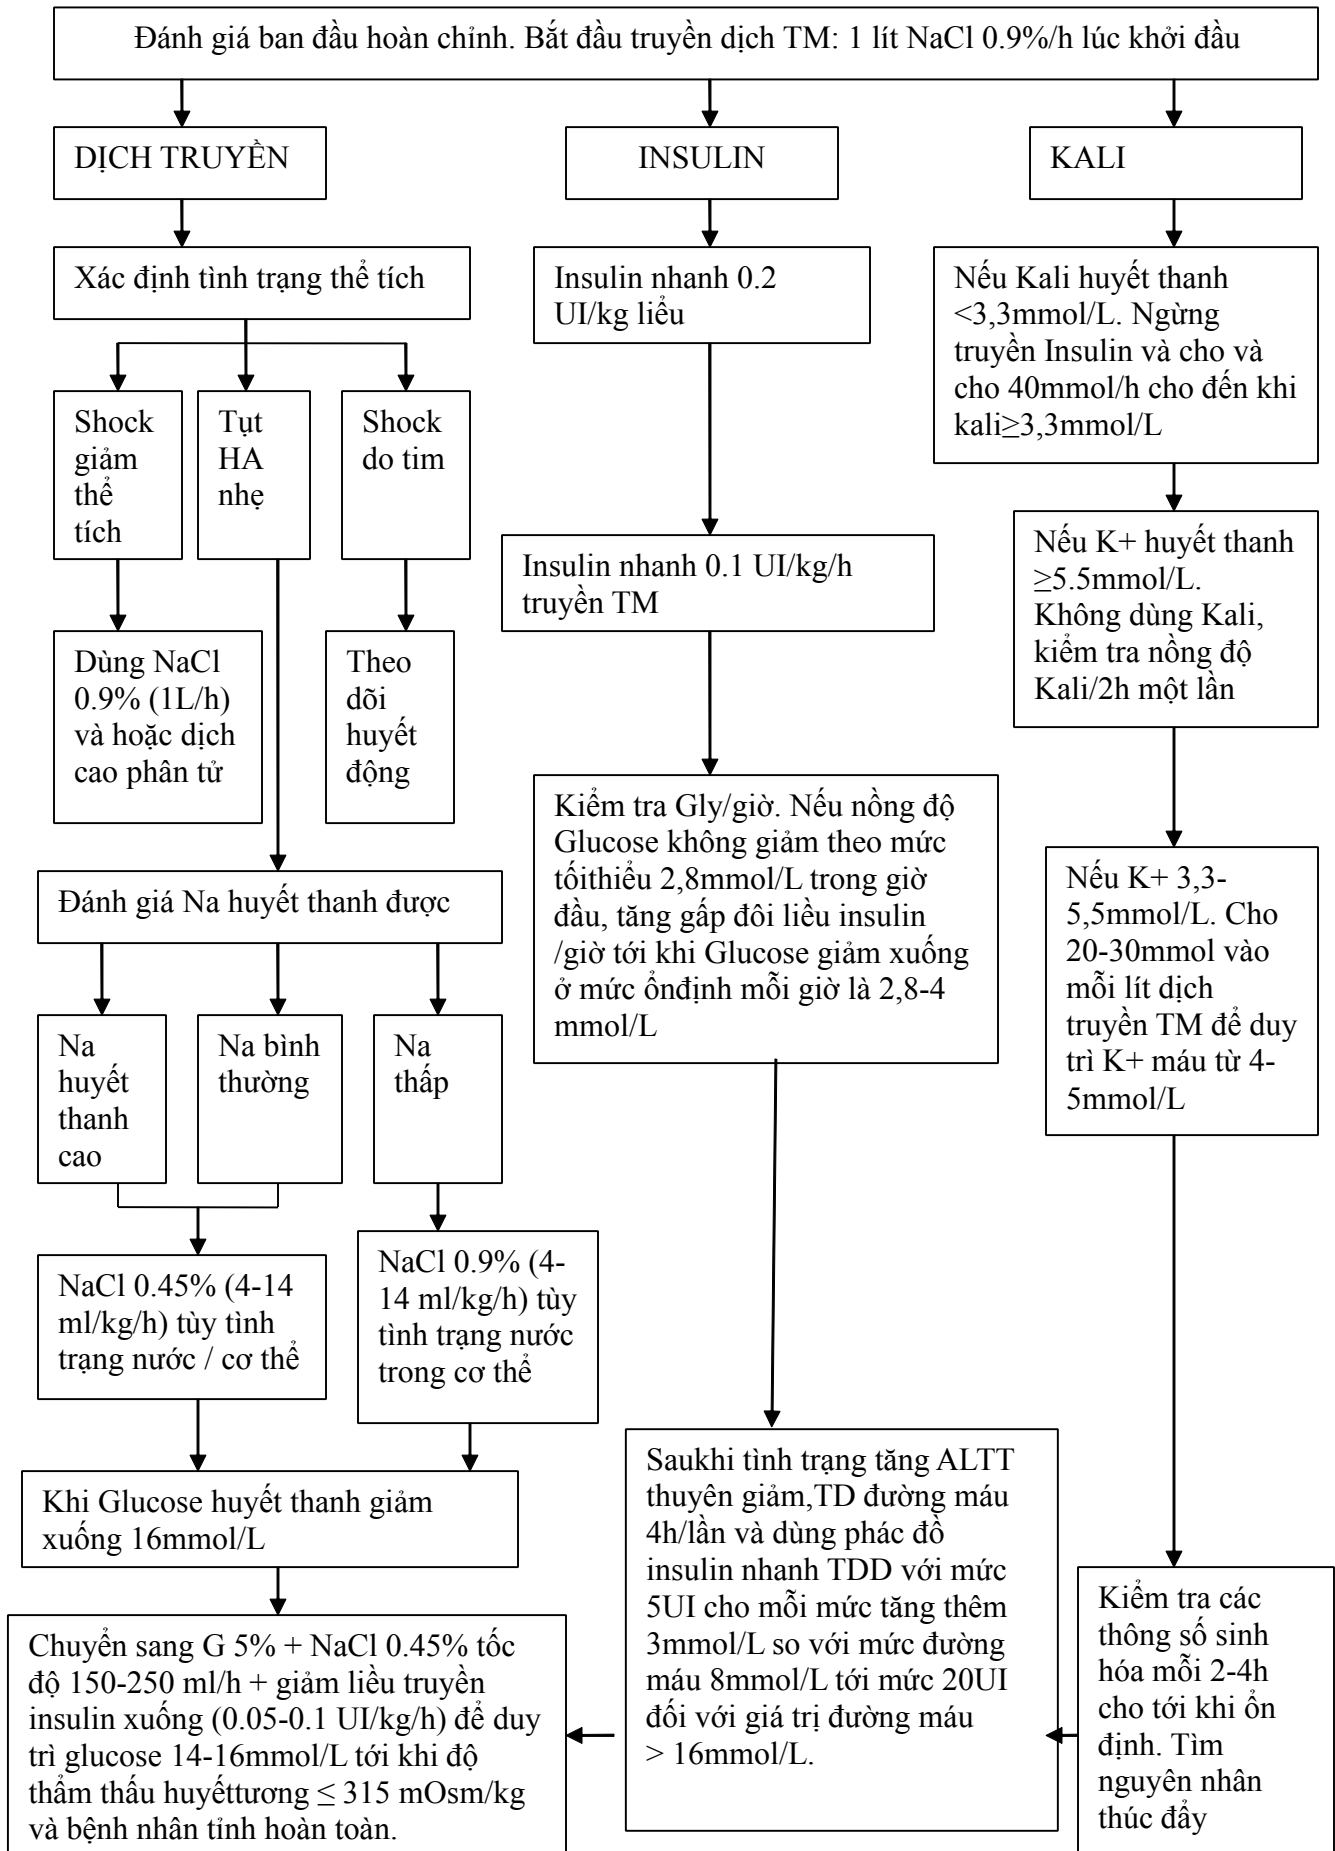 Đánh giá ban đầu hoàn chỉnh. Bắt đầu truyền dịch TM: 1 lít NaCl 0.9%/h lúc khởi đầu
DỊCH TRUYỀN
INSULIN
KALI
Xác định tình trạng thể tích
Insulin nhanh 0.2
UI/kg liều
Nếu Kali huyết thanh
<3,3mmol/L. Ngừng
truyền Insulin và cho và
cho 40mmol/h cho đến khi
kali≥3,3mmol/L
Shock
giảm
thể
tích
Tụt
HA
nhẹ
Shock
do tim
Insulin nhanh 0.1 UI/kg/h
truyền TM
Nếu K+ huyết thanh
≥5.5mmol/L.
Không dùng Kali,
kiểm tra nồng độ
Kali/2h một lần
Dùng NaCl
0.9% (1L/h)
và hoặc dịch
cao phân tử
Theo
dõi
huyết
động
Kiểm tra Gly/giờ. Nếu nồng độ
Glucose không giảm theo mức
tốithiểu 2,8mmol/L trong giờ
đầu, tăng gấp đôi liều insulin
/giờ tới khi Glucose giảm xuống
ở mức ổnđịnh mỗi giờ là 2,8-4
mmol/L
Nếu K+ 3,3-
5,5mmol/L. Cho
20-30mmol vào
mỗi lít dịch
truyền TM để duy
trì K+ máu từ 4-
5mmol/L
Đánh giá Na huyết thanh được
Na
huyết
thanh
cao
Na bình
thường
Na
thấp
NaCl 0.45% (4-14
ml/kg/h) tùy tình
trạng nước / cơ thể
NaCl 0.9% (4-
14 ml/kg/h) tùy
tình trạng nước
trong cơ thể
Khi Glucose huyết thanh giảm
xuống 16mmol/L
Saukhi tình trạng tăng ALTT
thuyên giảm,TD đường máu
4h/lần và dùng phác đồ
insulin nhanh TDD với mức
5UI cho mỗi mức tăng thêm
3mmol/L so với mức đường
máu 8mmol/L tới mức 20UI
đối với giá trị đường máu
> 16mmol/L.
Kiểm tra các
thông số sinh
hóa mỗi 2-4h
cho tới khi ổn
định. Tìm
nguyên nhân
thúc đẩy
Chuyển sang G 5% + NaCl 0.45% tốc
độ 150-250 ml/h + giảm liều truyền
insulin xuống (0.05-0.1 UI/kg/h) để duy
trì glucose 14-16mmol/L tới khi độ
thẩm thấu huyếttương ≤ 315 mOsm/kg
và bệnh nhân tỉnh hoàn toàn.